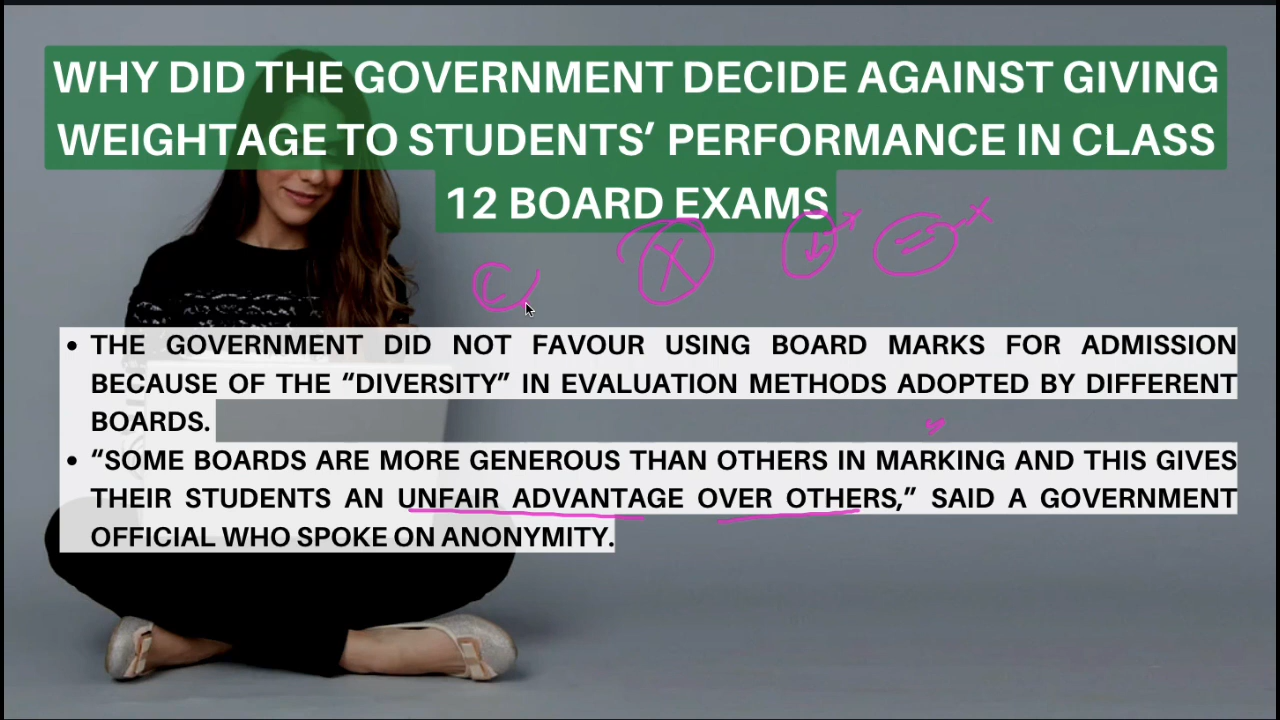 WHY DID THE GOVERNMENT DECIDE AGAINST GIVING
WEIGHTAGE TO STUDENTS’ PERFORMANCE IN CLASS
12 BOARD EXAMS
• THE GOVERNMENT DID NOT FAVOUR USING BOARD MARKS FOR ADMISSION
BECAUSE OF THE “DIVERSITY” IN EVALUATION METHODS ADOPTED BY DIFFERENT
BOARDS.
• “SOME BOARDS ARE MORE GENEROUS THAN OTHERS IN MARKING AND THIS GIVES
THEIR STUDENTS AN UNFAIR ADVANTAGE OVER OTHERS,” SAID A GOVERNMENT
OFFICIAL WHO SPOKE ON ANONYMITY.